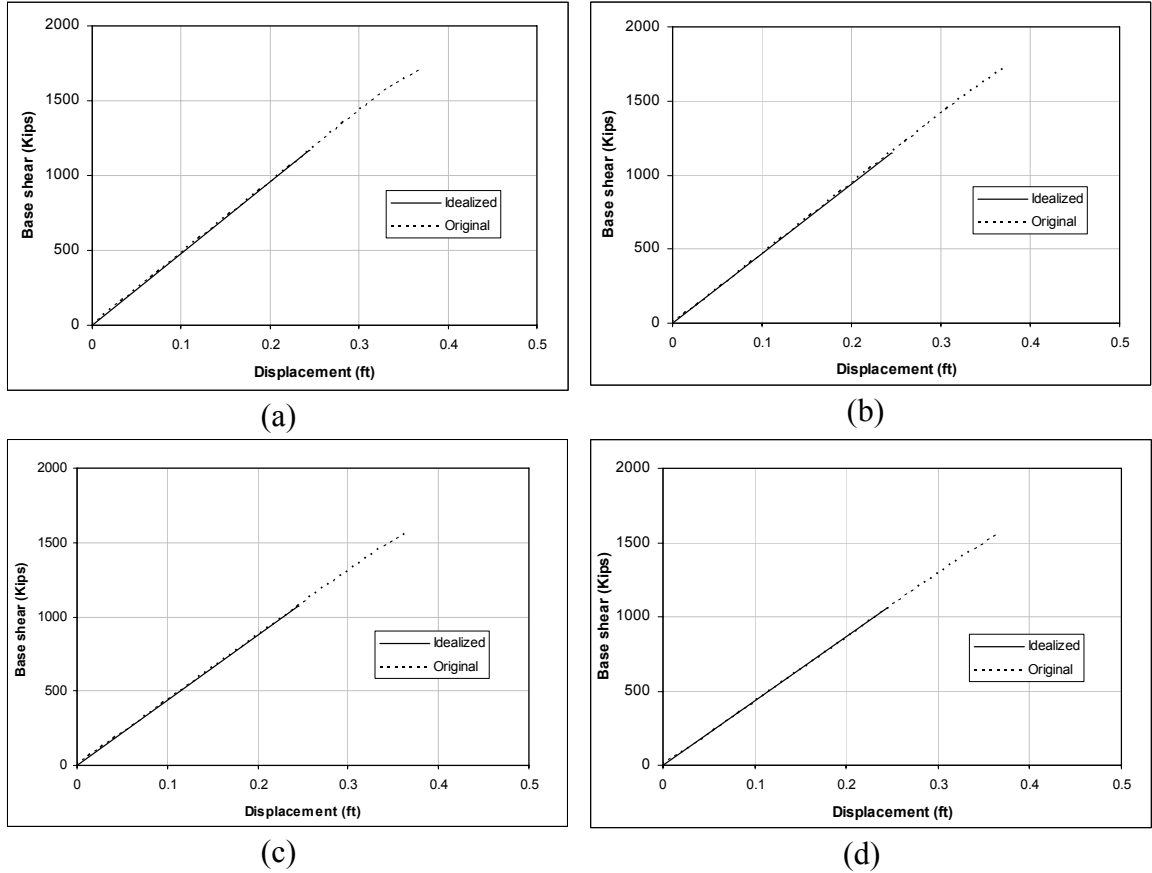 2000
1500
1000
500
0
Base shear (Kips)
0 0.1 0.2 0.3 0.4 0.5
Displacement (ft)
Idealized
Original
(a)
2000
1500
1000
500
0
Base shear (Kips)
0 0.1 0.2 0.3 0.4 0.5
Displacement (ft)
Idealized
Original
(b)
2000
1500
1000
500
0
Base shear (Kips)
0 0.1 0.2 0.3 0.4 0.5
Displacement (ft)
Idealized
Original
(c)
2000
1500
1000
500
0
Base shear (Kips)
0 0.1 0.2 0.3 0.4 0.5
Displacement (ft)
Idealized
Original
(d)